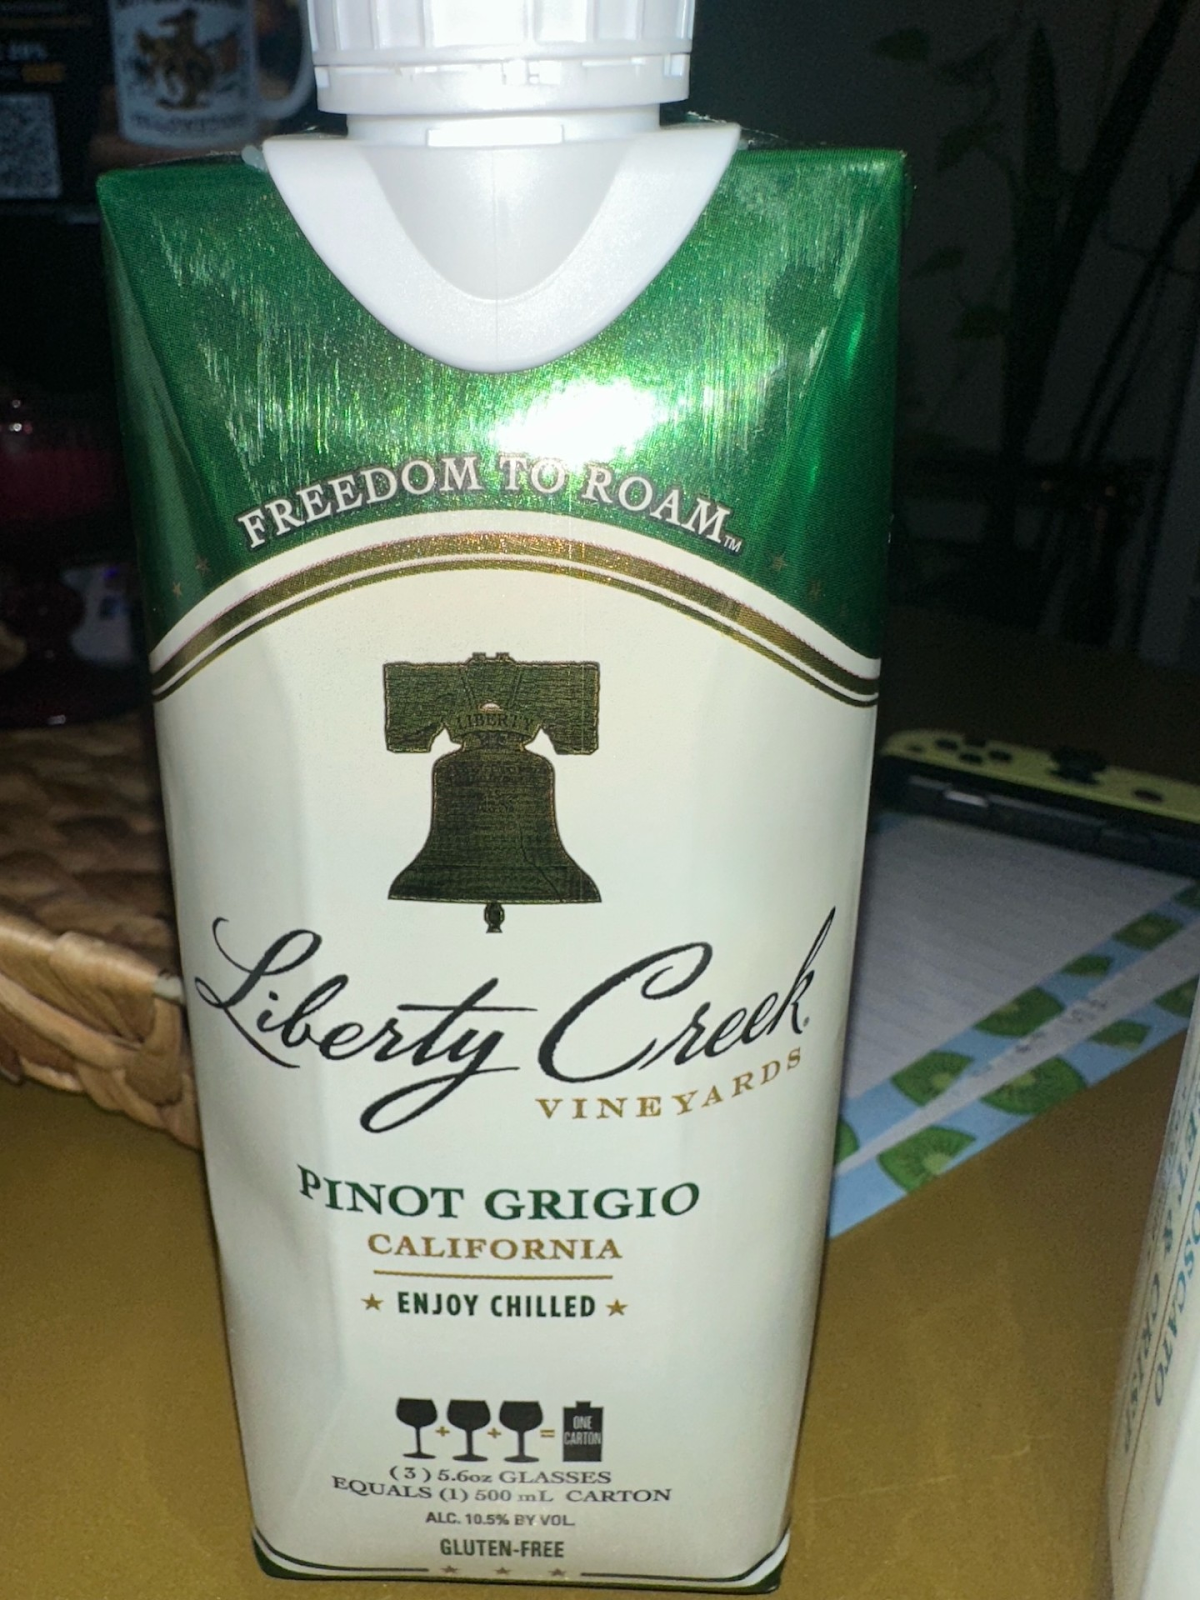 FREEDOM TO ROAM™
LIBERTY
Liberty Creek
VINEYARDS
PINOT GRIGIO
CALIFORNIA
★ ENJOY CHILLED ★
+ + = ONE CARTON
(3) 5.6oz GLASSES
EQUALS (1) 500 mL CARTON
ALC. 10.5% BY VOL.
GLUTEN-FREE